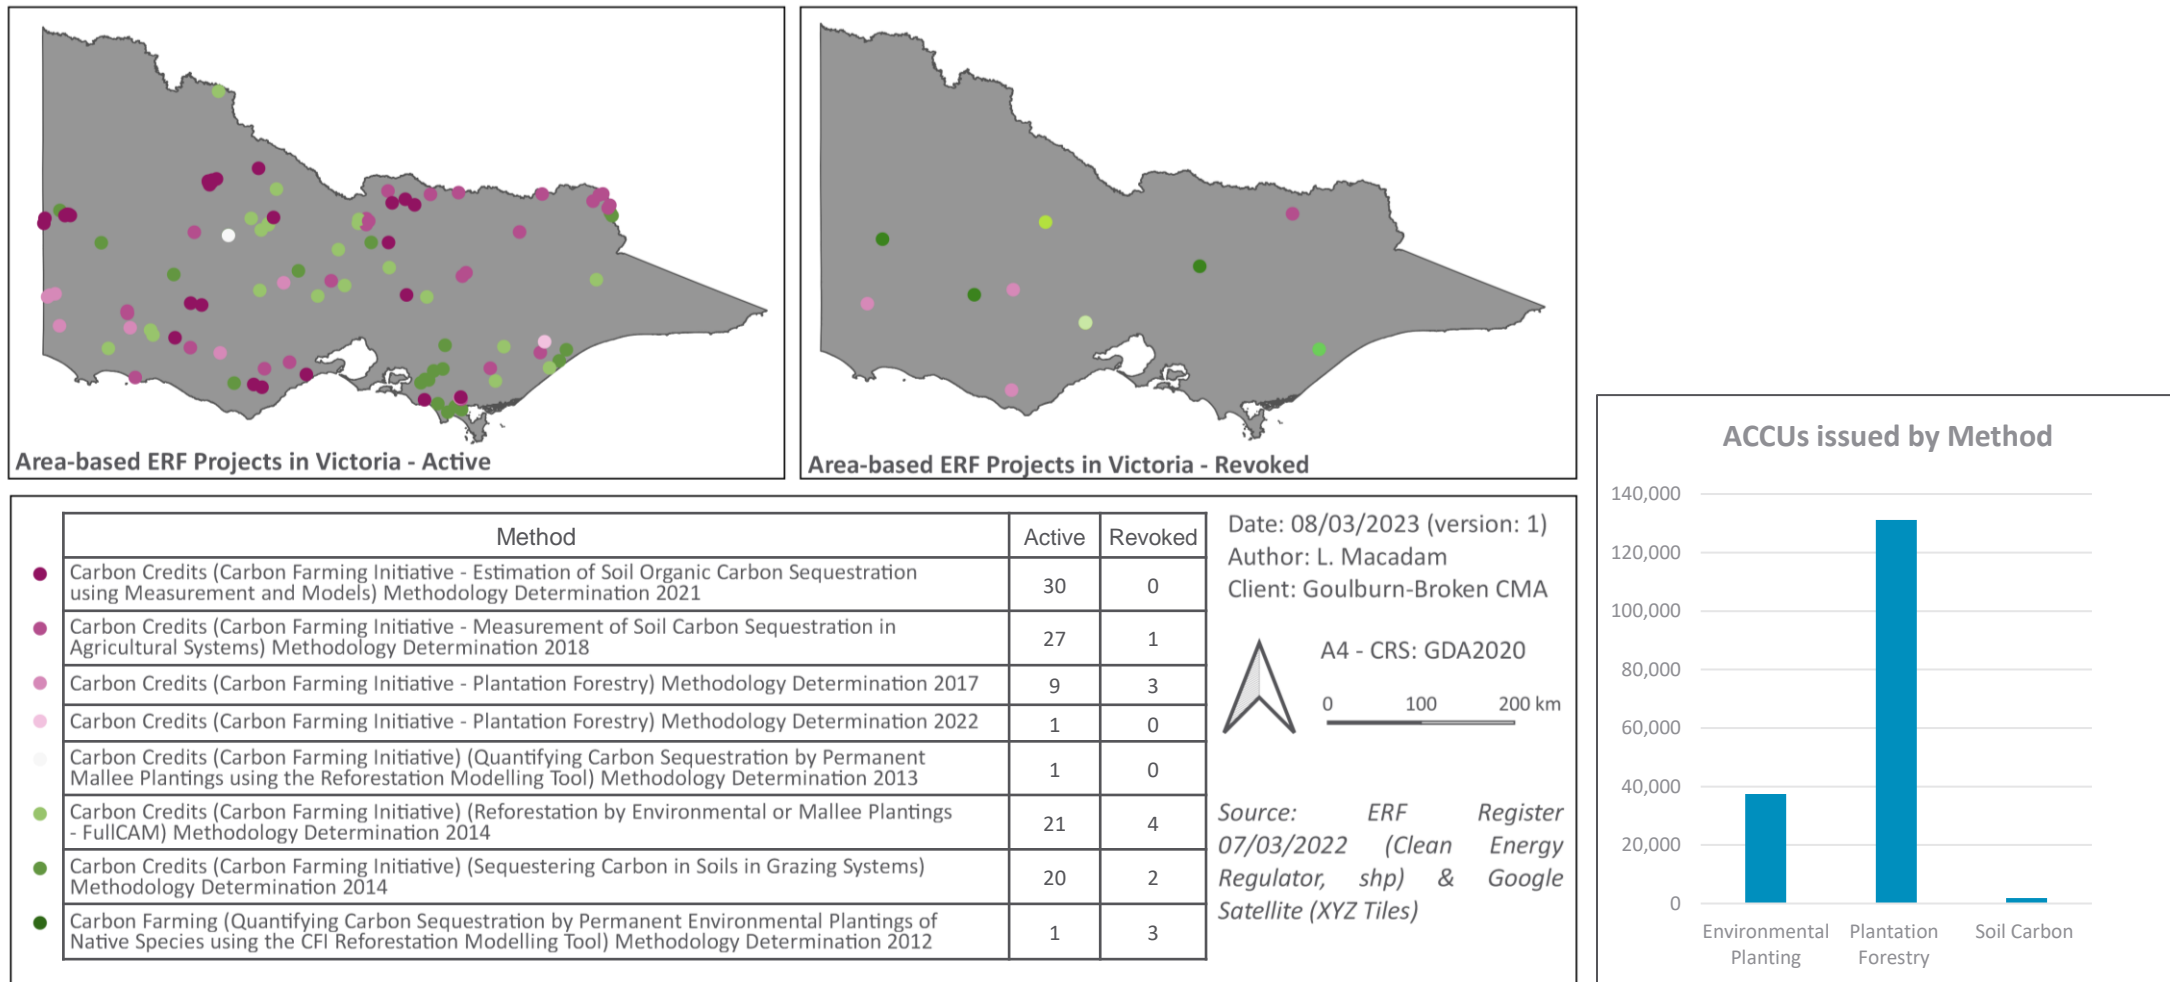 Area-based ERF Projects in Victoria - Active
Area-based ERF Projects in Victoria - Revoked
Method
Active
Revoked
Carbon Credits (Carbon Farming Initiative - Estimation of Soil Organic Carbon Sequestration
using Measurement and Models) Methodology Determination 2021
30
0
Carbon Credits (Carbon Farming Initiative - Measurement of Soil Carbon Sequestration in
Agricultural Systems) Methodology Determination 2018
27
1
Carbon Credits (Carbon Farming Initiative - Plantation Forestry) Methodology Determination 2017
9
3
Carbon Credits (Carbon Farming Initiative - Plantation Forestry) Methodology Determination 2022
1
0
Carbon Credits (Carbon Farming Initiative) (Quantifying Carbon Sequestration by Permanent
Mallee Plantings using the Reforestation Modelling Tool) Methodology Determination 2013
1
0
Carbon Credits (Carbon Farming Initiative) (Reforestation by Environmental or Mallee Plantings
- FullCAM) Methodology Determination 2014
21
4
Carbon Credits (Carbon Farming Initiative) (Sequestering Carbon in Soils in Grazing Systems)
Methodology Determination 2014
20
2
Carbon Farming (Quantifying Carbon Sequestration by Permanent Environmental Plantings of
Native Species using the CFI Reforestation Modelling Tool) Methodology Determination 2012
1
3
Date: 08/03/2023 (version: 1)
Author: L. Macadam
Client: Goulburn-Broken CMA
A4 - CRS: GDA2020
0 100 200 km
Source: ERF Register
07/03/2022 (Clean Energy
Regulator, shp) & Google
Satellite (XYZ Tiles)
ACCUs issued by Method
140,000
120,000
100,000
80,000
60,000
40,000
20,000
0
Environmental
Planting
Plantation
Forestry
Soil Carbon